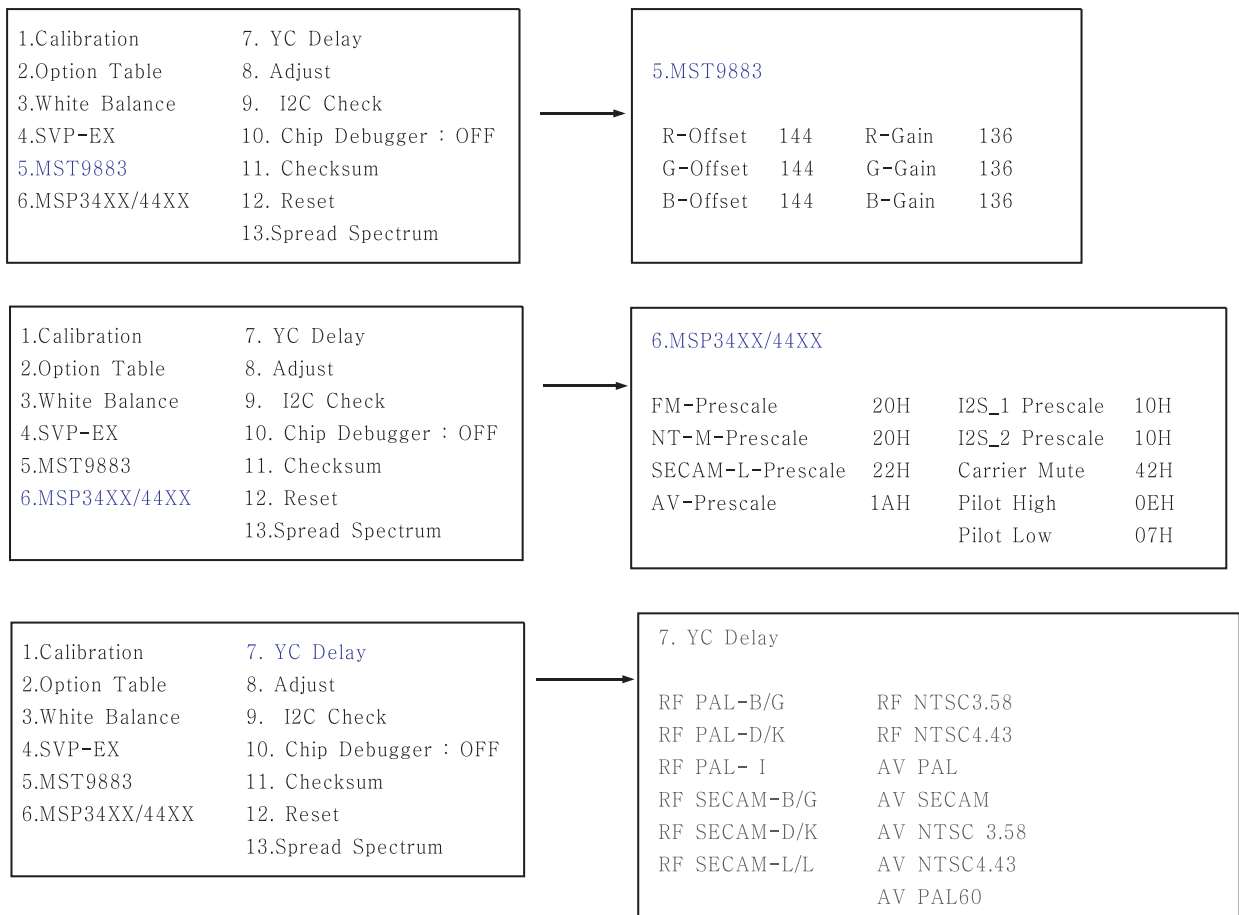 1.Calibration 7. YC Delay
2.Option Table 8. Adjust
3.White Balance 9. I2C Check
4.SVP-EX 10. Chip Debugger : OFF
5.MST9883 11. Checksum
6.MSP34XX/44XX 12. Reset
13.Spread Spectrum
5.MST9883
R-Offset 144 R-Gain 136
G-Offset 144 G-Gain 136
B-Offset 144 B-Gain 136
1.Calibration 7. YC Delay
2.Option Table 8. Adjust
3.White Balance 9. I2C Check
4.SVP-EX 10. Chip Debugger : OFF
5.MST9883 11. Checksum
6.MSP34XX/44XX 12. Reset
13.Spread Spectrum
6.MSP34XX/44XX
FM-Prescale 20H I2S_1 Prescale 10H
NT-M-Prescale 20H I2S_2 Prescale 10H
SECAM-L-Prescale 22H Carrier Mute 42H
AV-Prescale 1AH Pilot High 0EH
Pilot Low 07H
1.Calibration 7. YC Delay
2.Option Table 8. Adjust
3.White Balance 9. I2C Check
4.SVP-EX 10. Chip Debugger : OFF
5.MST9883 11. Checksum
6.MSP34XX/44XX 12. Reset
13.Spread Spectrum
7. YC Delay
RF PAL-B/G RF NTSC3.58
RF PAL-D/K RF NTSC4.43
RF PAL- I AV PAL
RF SECAM-B/G AV SECAM
RF SECAM-D/K AV NTSC 3.58
RF SECAM-L/L AV NTSC4.43
AV PAL60